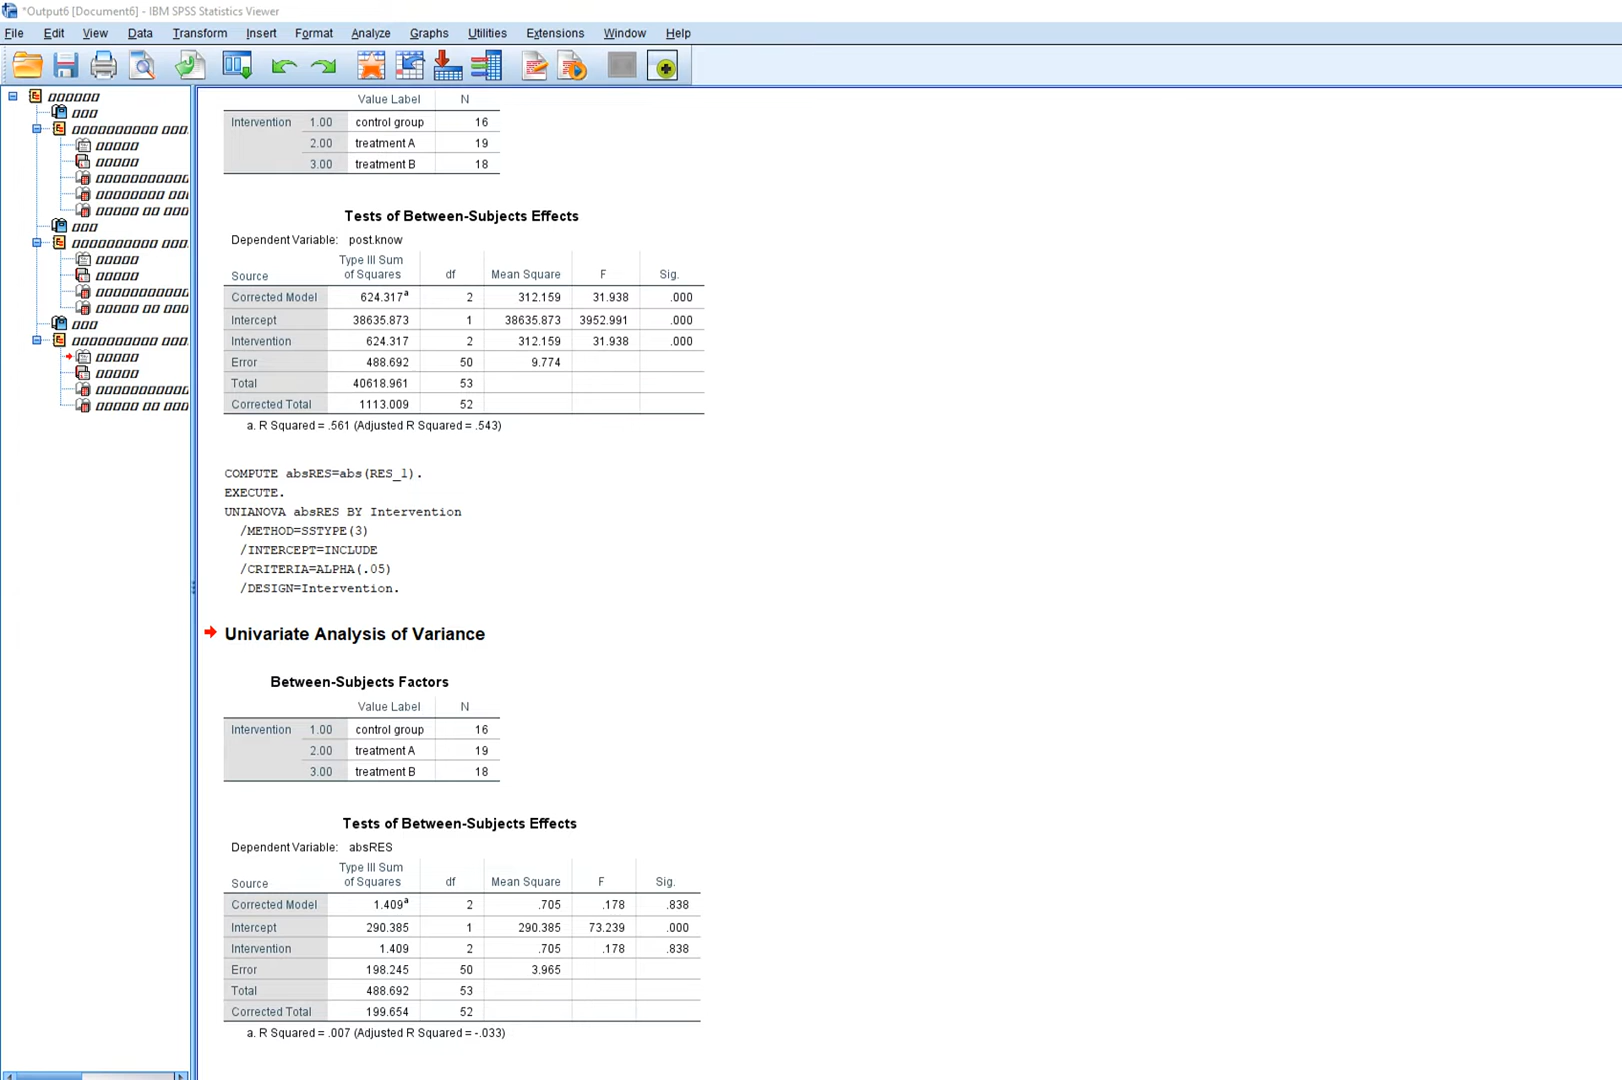 *Output6 [Document6] - IBM SPSS Statistics Viewer
File Edit View Data Transform Insert Format Analyze Graphs Utilities Extensions Window Help
Value Label N
Intervention 1.00 control group 16
2.00 treatment A 19
3.00 treatment B 18
Tests of Between-Subjects Effects
Dependent Variable: post.know
Type III Sum
Source of Squares df Mean Square F Sig.
Corrected Model 624.317a 2 312.159 31.938 .000
Intercept 38635.873 1 38635.873 3952.991 .000
Intervention 624.317 2 312.159 31.938 .000
Error 488.692 50 9.774
Total 40618.961 53
Corrected Total 1113.009 52
a. R Squared = .561 (Adjusted R Squared = .543)
COMPUTE absRES=abs(RES_1).
EXECUTE.
UNIANOVA absRES BY Intervention
/METHOD=SSTYPE(3)
/INTERCEPT=INCLUDE
/CRITERIA=ALPHA(.05)
/DESIGN=Intervention.
Univariate Analysis of Variance
Between-Subjects Factors
Value Label N
Intervention 1.00 control group 16
2.00 treatment A 19
3.00 treatment B 18
Tests of Between-Subjects Effects
Dependent Variable: absRES
Type III Sum
Source of Squares df Mean Square F Sig.
Corrected Model 1.409a 2 .705 .178 .838
Intercept 290.385 1 290.385 73.239 .000
Intervention 1.409 2 .705 .178 .838
Error 198.245 50 3.965
Total 488.692 53
Corrected Total 199.654 52
a. R Squared = .007 (Adjusted R Squared = -.033)